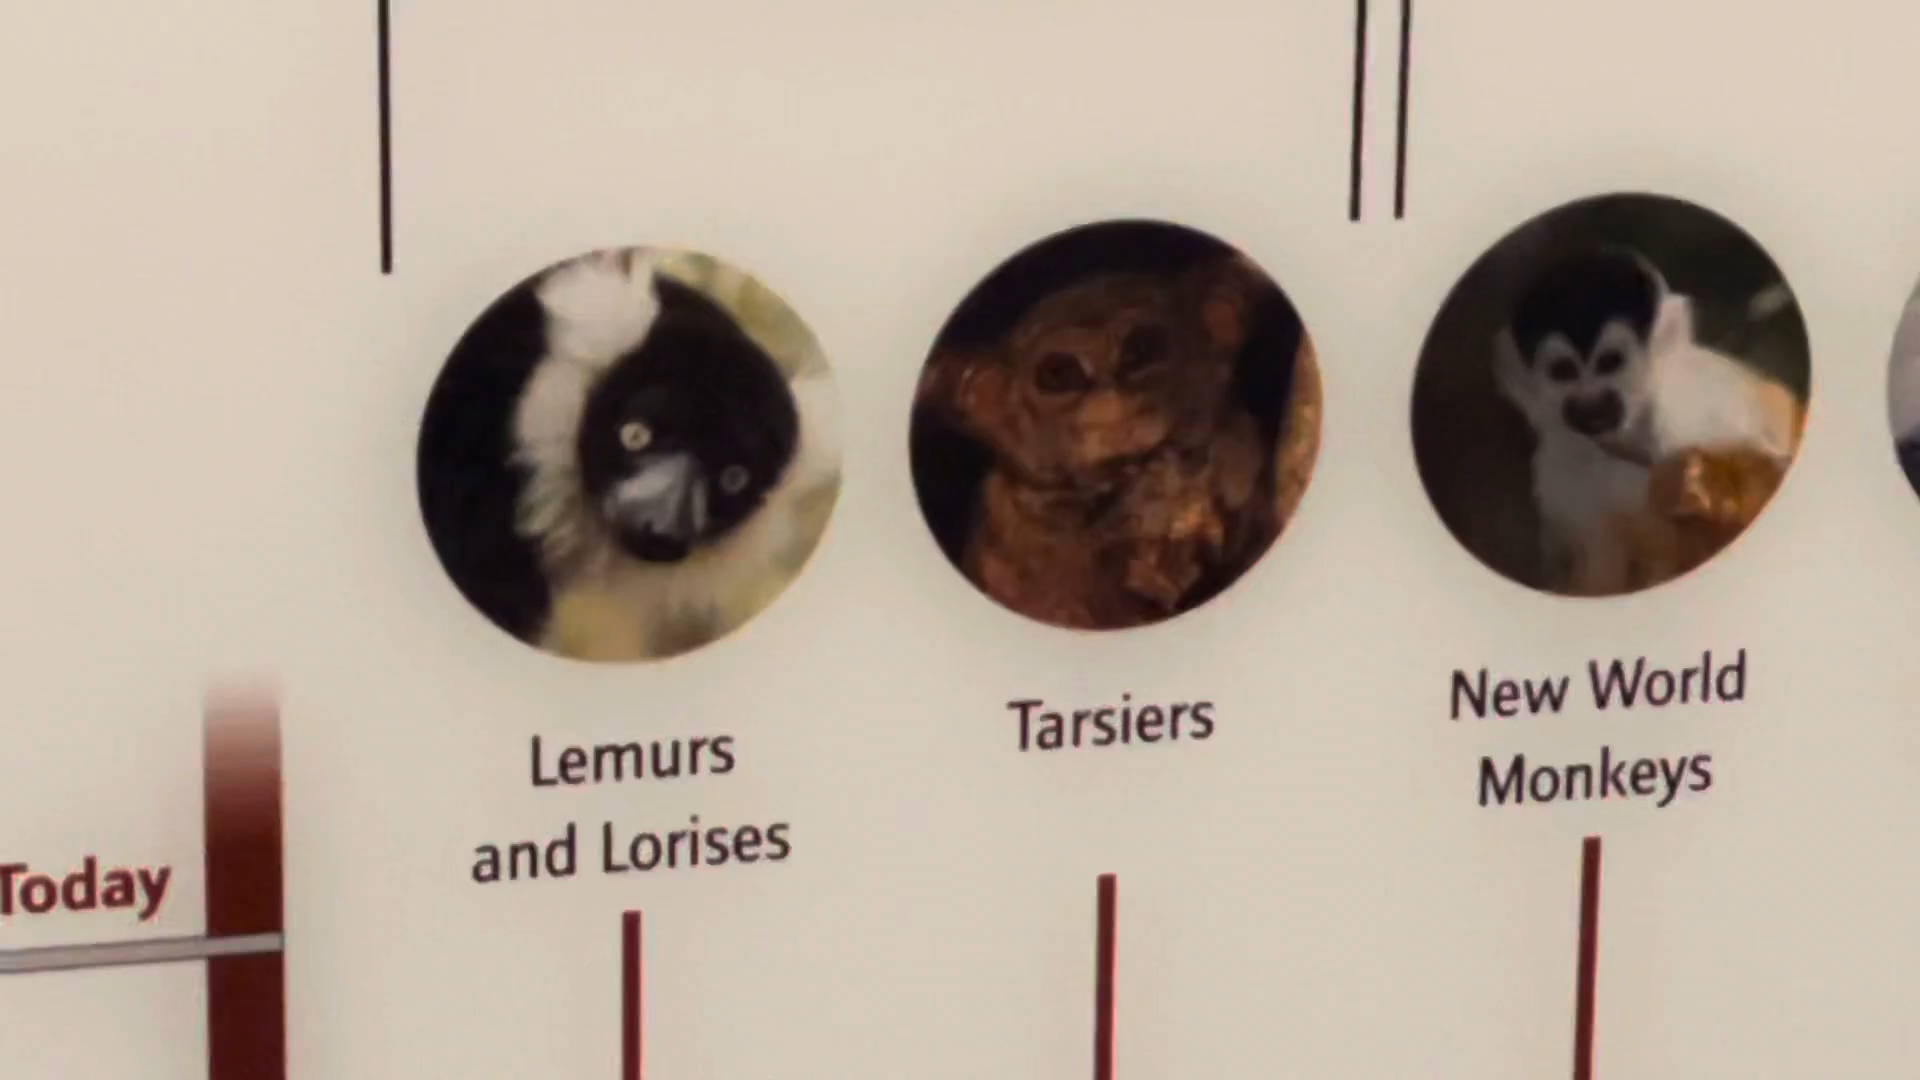 Lemurs
and Lorises
Tarsiers
New World
Monkeys
Today